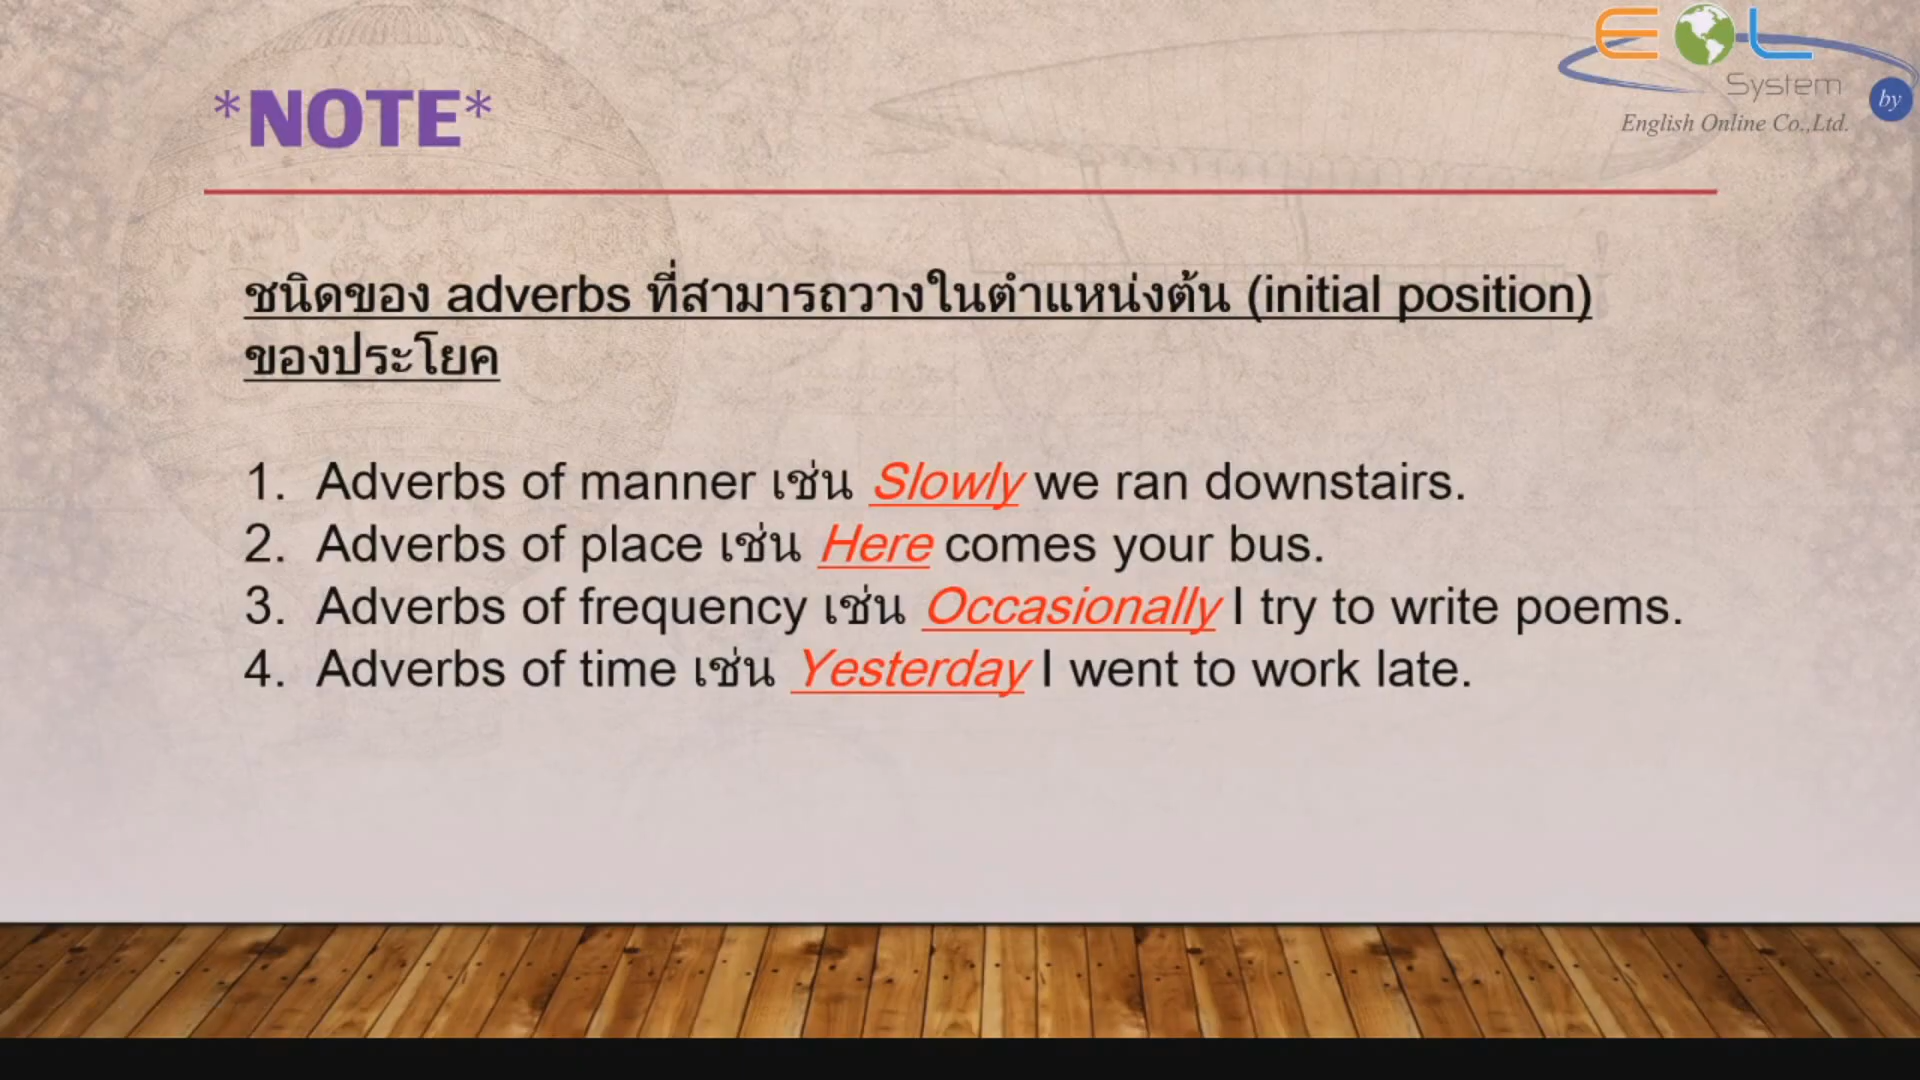 EOL
System
by
English Online Co.,Ltd.
*NOTE*
ชนิดของ adverbs ที่สามารถวางในตำแหน่งต้น (initial position)
ของประโยค
1. Adverbs of manner เช่น Slowly we ran downstairs.
2. Adverbs of place เช่น Here comes your bus.
3. Adverbs of frequency เช่น Occasionally I try to write poems.
4. Adverbs of time เช่น Yesterday I went to work late.